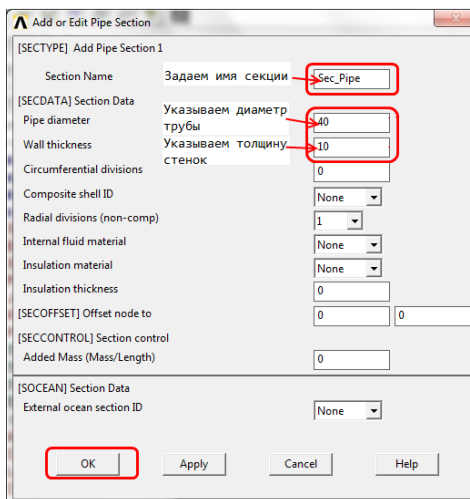 Add or Edit Pipe Section
[SECTYPE] Add Pipe Section 1
Section Name Задаем имя секции Sec_Pipe
[SECDATA] Section Data
Pipe diameter Указываем диаметр трубы 40
Wall thickness Указываем толщину стенок 10
Circumferential divisions 0
Composite shell ID None
Radial divisions (non-comp) 1
Internal fluid material None
Insulation material None
Insulation thickness 0
[SECOFFSET] Offset node to 0 0
[SECCONTROL] Section control
Added Mass (Mass/Length) 0
[SOCEAN] Section Data
External ocean section ID None
OK Apply Cancel Help